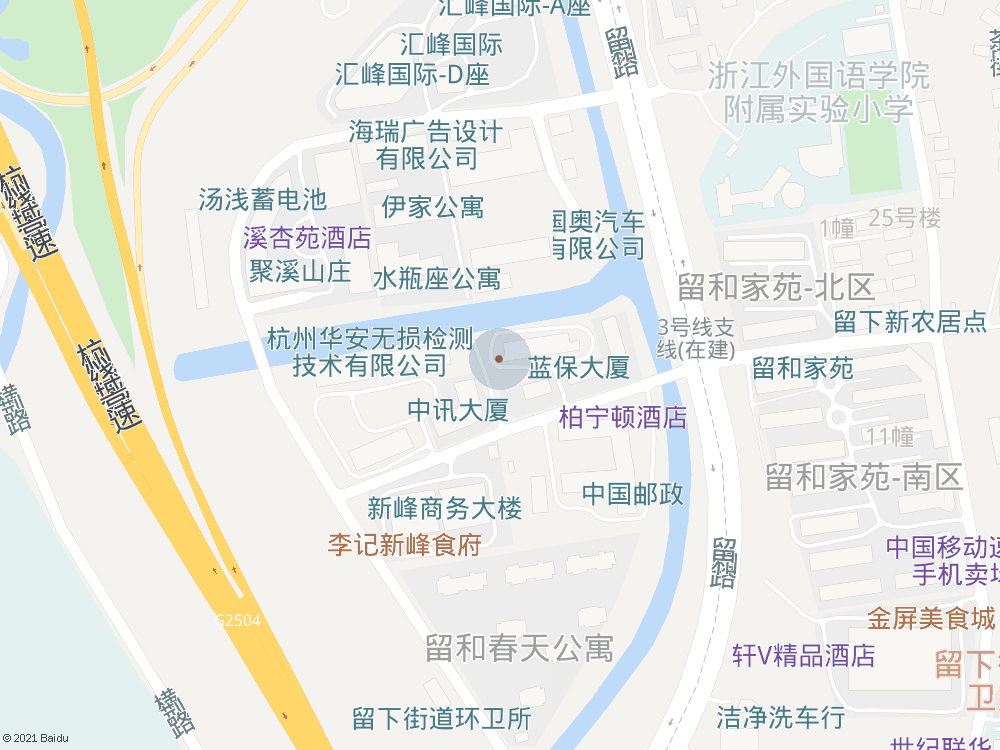 汇峰国际-A座
汇峰国际
汇峰国际-D座
留和路
浙江外国语学院
附属实验小学
海瑞广告设计
有限公司
杭绕高速
汤浅蓄电池
伊家公寓
1幢
25号楼
国奥汽车
有限公司
溪杏苑酒店
聚溪山庄
水瓶座公寓
留和家苑-北区
留下新农居点
3号线支
线(在建)
杭州华安无损检测
技术有限公司
蓝保大厦
留和家苑
杭绕高速
中讯大厦
柏宁顿酒店
11幢
留和家苑-南区
新峰商务大楼
中国邮政
李记新峰食府
中国移动
手机卖场
留和路
G2504
金屏美食城
留和春天公寓
轩V精品酒店
留下
卫
留下街道环卫所
洁净洗车行
世纪联华
© 2021 Baidu